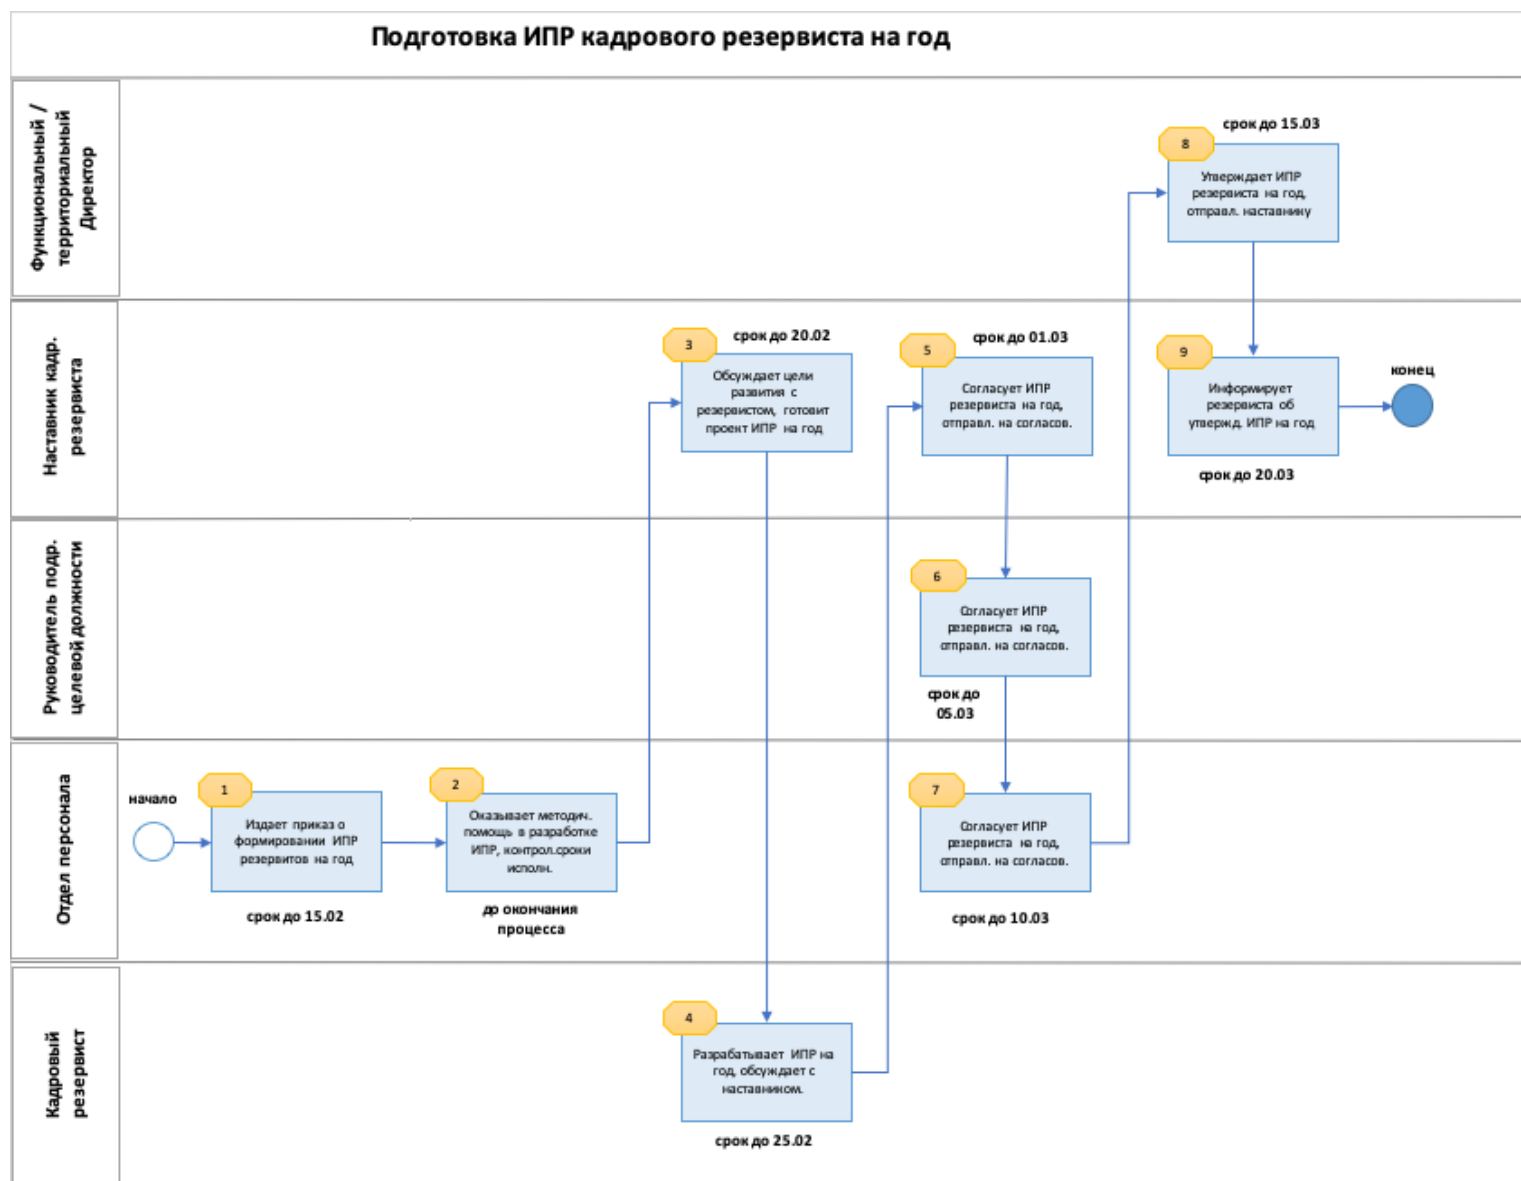 Подготовка ИПР кадрового резервиста на год
Функциональный /
территориальный
Директор
срок до 15.03
8
Утверждает ИПР
резервиста на год,
отправл. наставнику
Наставник кадр.
резервиста
3
срок до 20.02
Обсуждает цели
развития с
резервистом, готовит
проект ИПР на год
5
срок до 01.03
Согласует ИПР
резервиста на год,
отправл. на согласов.
9
Информирует
резервиста об
утвержд. ИПР на год
срок до 20.03
конец
Руководитель подр.
целевой должности
6
Согласует ИПР
резервиста на год,
отправл. на согласов.
срок до
05.03
Отдел персонала
начало
1
Издает приказ о
формировании ИПР
резервитов на год
срок до 15.02
2
Оказывает методич.
помощь в разработке
ИПР, контрол.сроки
исполн.
до окончания
процесса
7
Согласует ИПР
резервиста на год,
отправл. на согласов.
срок до 10.03
Кадровый
резервист
4
Разрабатывает ИПР на
год, обсуждает с
наставником.
срок до 25.02